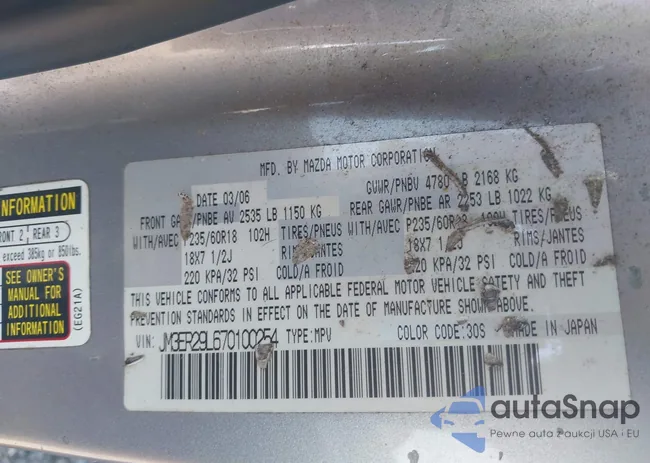 MFD. BY MAZDA MOTOR CORPORATION
DATE 03/06
GVWR/PNBV 4780 LB 2168 KG
FRONT GAWR/PNBE AV 2535 LB 1150 KG
REAR GAWR/PNBE AR 2253 LB 1022 KG
WITH/AVEC P235/60R18 102H TIRES/PNEUS
WITH/AVEC P235/60R18 102H TIRES/PNEUS
18X7 1/2J RIMS/JANTES
18X7 RIMS/JANTES
220 KPA/32 PSI COLD/A FROID
220 KPA/32 PSI COLD/A FROID
THIS VEHICLE CONFORMS TO ALL APPLICABLE FEDERAL MOTOR VEHICLE SAFETY AND THEFT
PREVENTION STANDARDS IN EFFECT ON THE DATE OF MANUFACTURE SHOWN ABOVE.
VIN: JM3ER29L670100254 TYPE:MPV COLOR CODE:30S MADE IN JAPAN
INFORMATION
FRONT 2, REAR 3
exceed 385kg or 850lbs.
SEE OWNER'S
MANUAL FOR
ADDITIONAL
INFORMATION
(EG21A)
autaSnap
Pewne auta z aukcji USA i EU